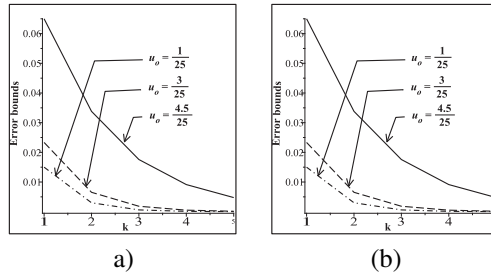 (a) (b)
Error bounds
0.06
0.05
0.04
0.03
0.02
0.01
1 2 3 4 5
k
u_o = 1/25
u_o = 3/25
u_o = 4.5/25
a)
Error bounds
0.06
0.05
0.04
0.03
0.02
0.01
1 2 3 4 5
k
u_o = 1/25
u_o = 3/25
u_o = 4.5/25
b)